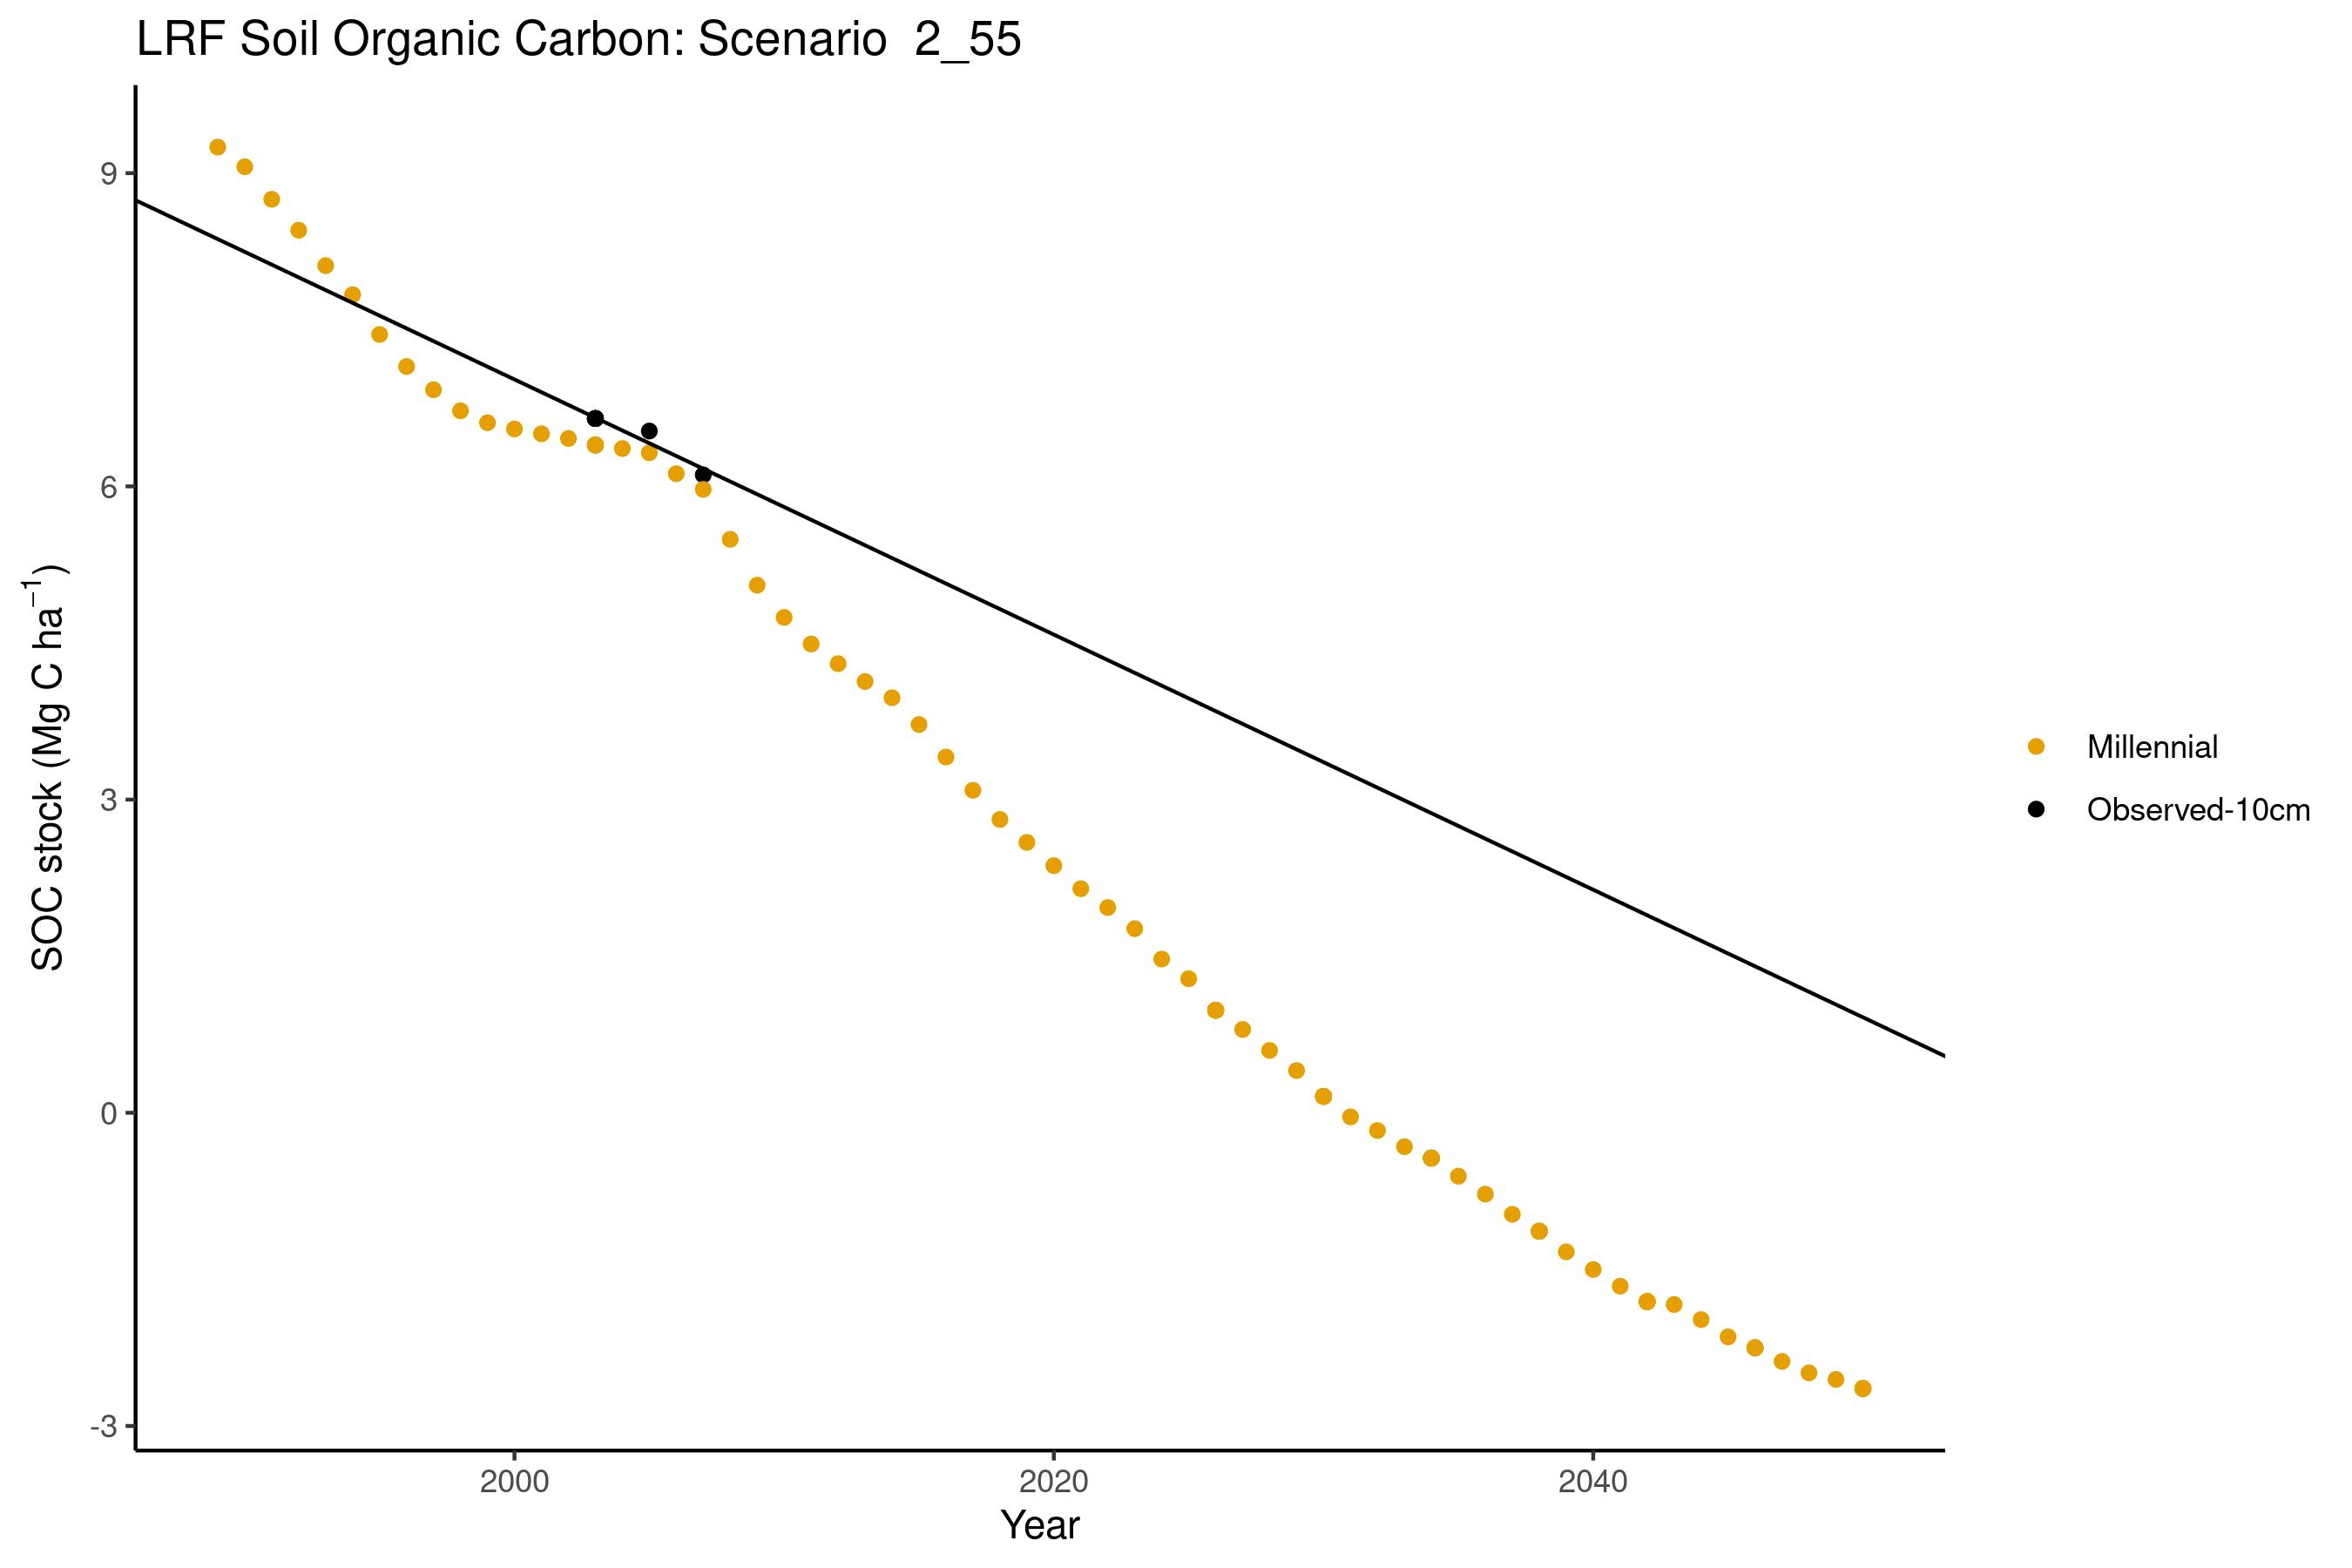 LRF Soil Organic Carbon: Scenario  2_55
SOC stock (Mg C ha⁻¹)
9
6
3
0
-3
2000
2020
2040
Year
Millennial
Observed-10cm